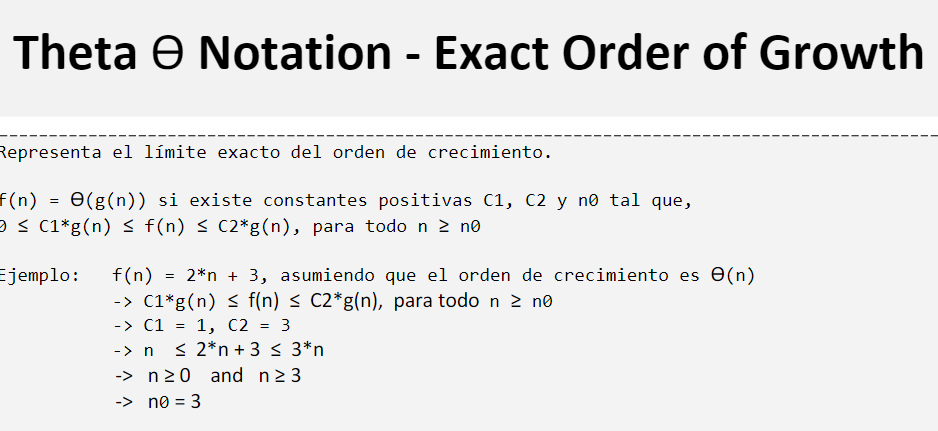 Theta Ө Notation - Exact Order of Growth
Representa el límite exacto del orden de crecimiento.
f(n) = Ө(g(n)) si existe constantes positivas C1, C2 y n0 tal que,
0 ≤ C1*g(n) ≤ f(n) ≤ C2*g(n), para todo n ≥ n0
Ejemplo: f(n) = 2*n + 3, asumiendo que el orden de crecimiento es Ө(n)
-> C1*g(n) ≤ f(n) ≤ C2*g(n), para todo n ≥ n0
-> C1 = 1, C2 = 3
-> n ≤ 2*n + 3 ≤ 3*n
-> n ≥ 0 and n ≥ 3
-> n0 = 3